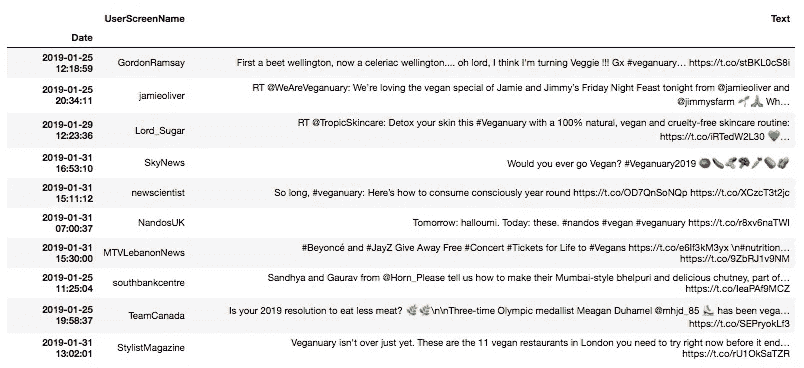 UserScreenName Text
Date
2019-01-25 12:18:59 GordonRamsay First a beet wellington, now a celeriac wellington.... oh lord, I think I'm turning Veggie !!! Gx #veganuary… https://t.co/stBKL0cS8i
2019-01-25 20:34:11 jamieoliver RT @WeAreVeganuary: We're loving the vegan special of Jamie and Jimmy's Friday Night Feast tonight from @jamieoliver and
@jimmysfarm 🌱🙏 Wh…
2019-01-29 12:23:36 Lord_Sugar RT @TropicSkincare: Detox your skin this #Veganuary with a 100% natural, vegan and cruelty-free skincare routine:
https://t.co/iRTedW2L30 💚…
2019-01-31 16:53:10 SkyNews Would you ever go Vegan? #Veganuary2019
2019-01-31 15:11:12 newscientist So long, #veganuary: Here's how to consume consciously year round https://t.co/OD7QnSoNQp https://t.co/XCzcT3t2jc
2019-01-31 07:00:37 NandosUK Tomorrow: halloumi. Today: these. #nandos #vegan #veganuary https://t.co/r8xv6naTWI
2019-01-31 15:30:00 MTVLebanonNews #Beyoncé and #JayZ Give Away Free #Concert #Tickets for Life to #Vegans https://t.co/e6If3kM3yx \n#nutrition…
https://t.co/9ZbRJ1v9NM
2019-01-25 11:25:04 southbankcentre Sandhya and Gaurav from @Horn_Please tell us how to make their Mumbai-style bhelpuri and delicious chutney, part of…
https://t.co/IeaPAf9MCZ
2019-01-25 19:58:37 TeamCanada Is your 2019 resolution to eat less meat? 🌿🌿\n\nThree-time Olympic medallist Meagan Duhamel @mhjd_85 ⛸ has been vega…
https://t.co/SEPryokLf3
2019-01-31 13:02:01 StylistMagazine Veganuary isn't over just yet. These are the 11 vegan restaurants in London you need to try right now before it end…
https://t.co/rU1OkSaTZR